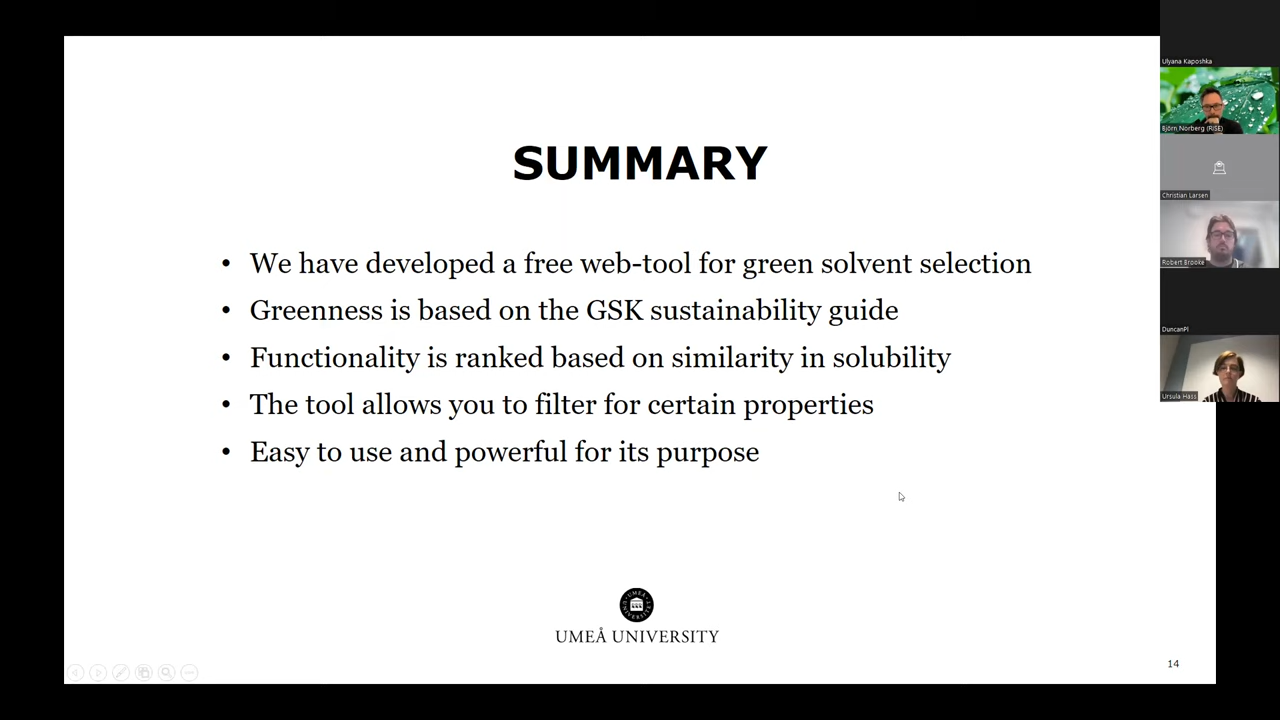 SUMMARY
• We have developed a free web-tool for green solvent selection
• Greenness is based on the GSK sustainability guide
• Functionality is ranked based on similarity in solubility
• The tool allows you to filter for certain properties
• Easy to use and powerful for its purpose
UMEÅ UNIVERSITY
14
Ulyana Kaposhka
Björn Norberg (RISE)
Christian Larsen
Robert Brooke
DuncanPl
Ursula Hass